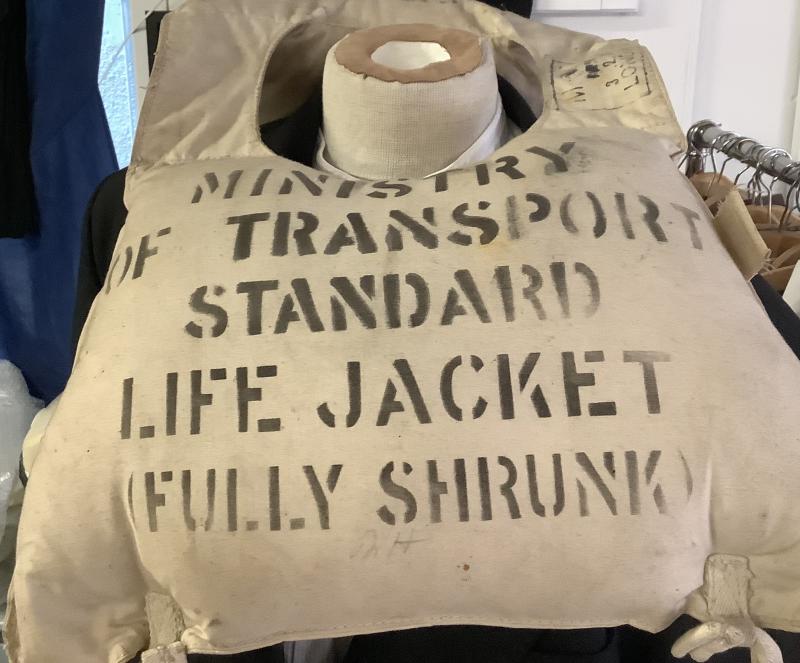 MINISTRY
OF TRANSPORT
STANDARD
LIFE JACKET
(FULLY SHRUNK)